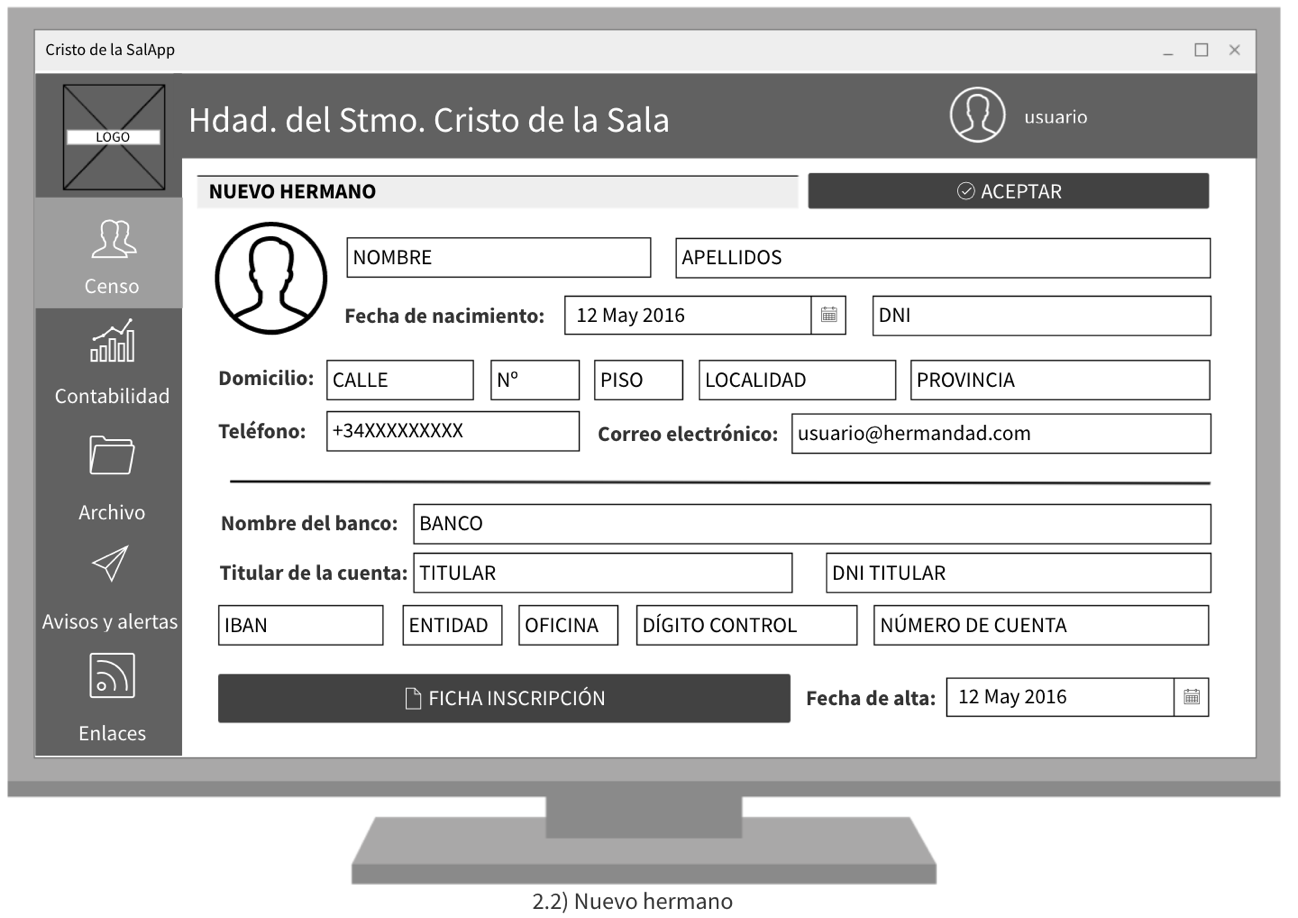 Cristo de la SalApp
LOGO
Hdad. del Stmo. Cristo de la Sala
usuario
Censo
Contabilidad
Archivo
Avisos y alertas
Enlaces
NUEVO HERMANO
ACEPTAR
NOMBRE APELLIDOS
Fecha de nacimiento: 12 May 2016 DNI
Domicilio: CALLE Nº PISO LOCALIDAD PROVINCIA
Teléfono: +34XXXXXXXXX Correo electrónico: usuario@hermandad.com
Nombre del banco: BANCO
Titular de la cuenta: TITULAR DNI TITULAR
IBAN ENTIDAD OFICINA DÍGITO CONTROL NÚMERO DE CUENTA
FICHA INSCRIPCIÓN Fecha de alta: 12 May 2016
2.2) Nuevo hermano